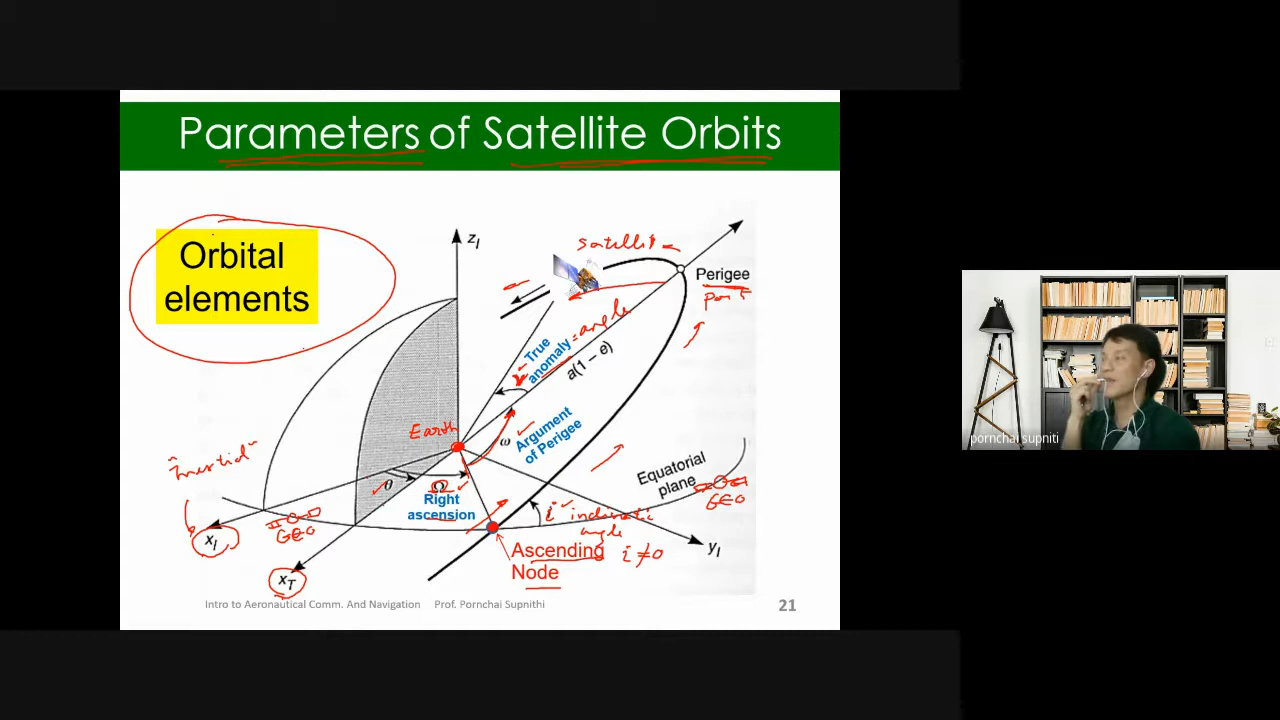 Parameters of Satellite Orbits
Orbital
elements
z_I
satellite
Perigee
True
anomaly
= angle
a(1 – e)
Earth
ω
Argument
of Perigee
Equatorial
plane
GEO
θ
Ω
Right
ascension
i
angle
x_I
GEO
Ascending
Node
i ≠ 0
y_I
x_T
Intro to Aeronautical Comm. And Navigation Prof. Pornchai Supnithi
21
pornchai supniti